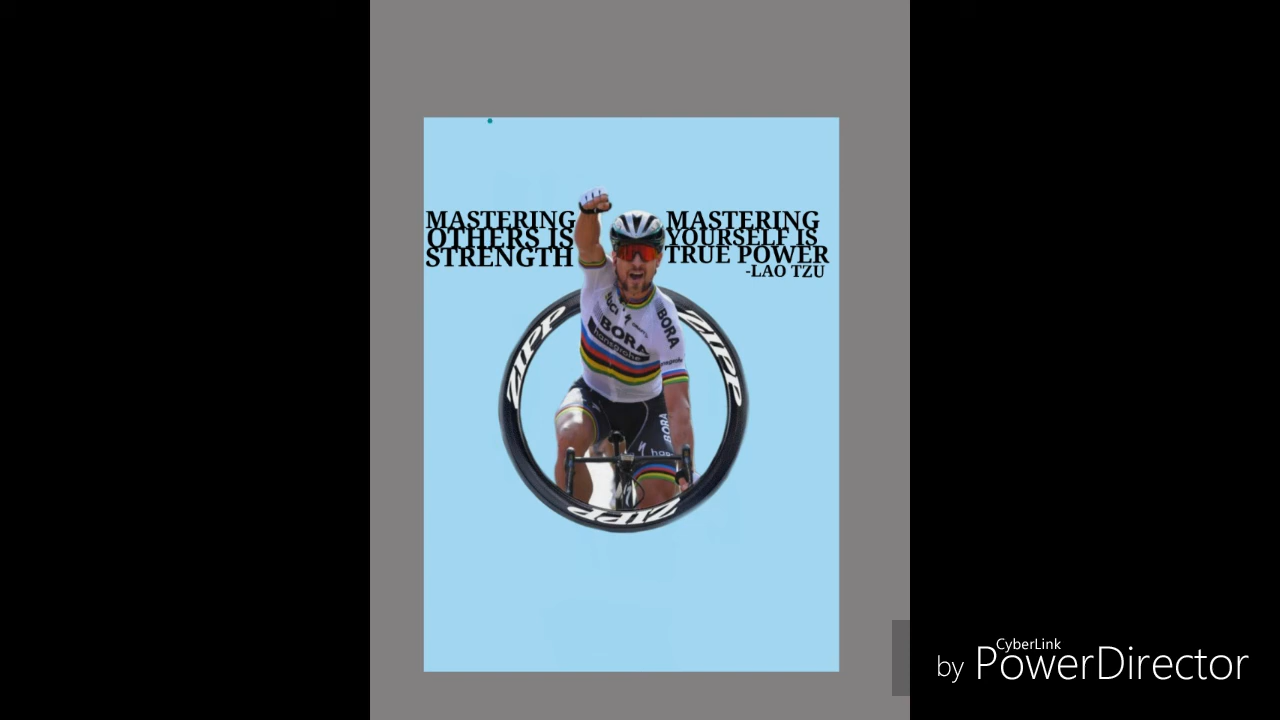 MASTERING
OTHERS IS
STRENGTH
MASTERING
YOURSELF IS
TRUE POWER
-LAO TZU
UCI
BORA
hansgrohe
BORA
ZIPP
ZIPP
BORA
ZIPP
CyberLink
by PowerDirector